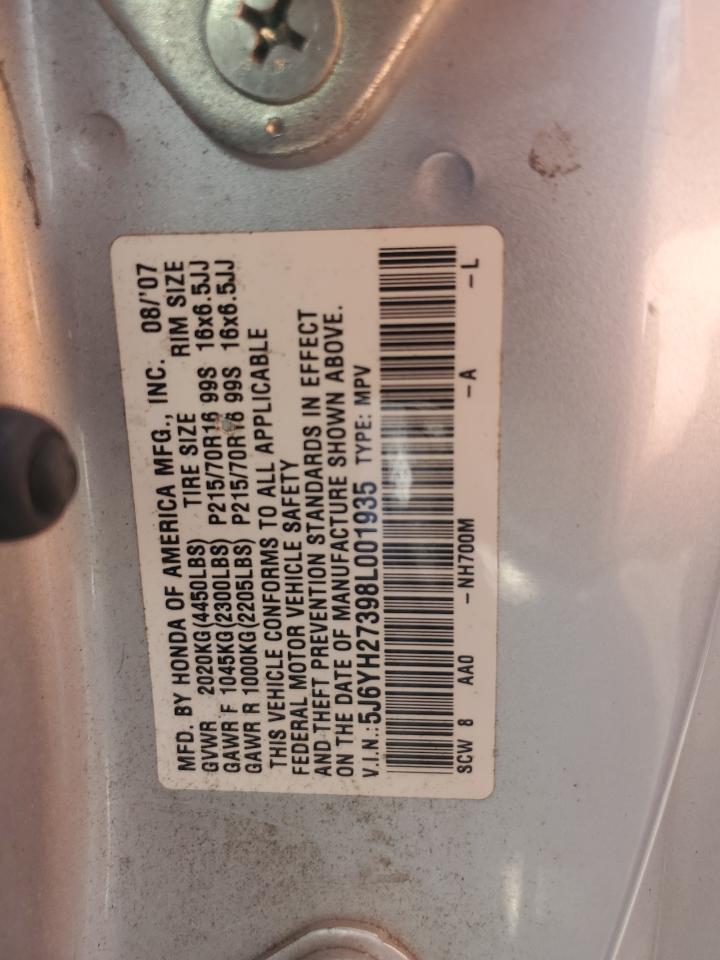 MFD. BY HONDA OF AMERICA MFG., INC. 08/'07
GVWR 2020KG(4450LBS) TIRE SIZE RIM SIZE
GAWR F 1045KG(2300LBS) P215/70R16 99S 16x6.5JJ
GAWR R 1000KG(2205LBS) P215/70R16 99S 16x6.5JJ
THIS VEHICLE CONFORMS TO ALL APPLICABLE
FEDERAL MOTOR VEHICLE SAFETY
AND THEFT PREVENTION STANDARDS IN EFFECT
ON THE DATE OF MANUFACTURE SHOWN ABOVE.
V.I.N.:5J6YH27398L001935 TYPE: MPV
SCW 8 AA0 -NH700M -A -L